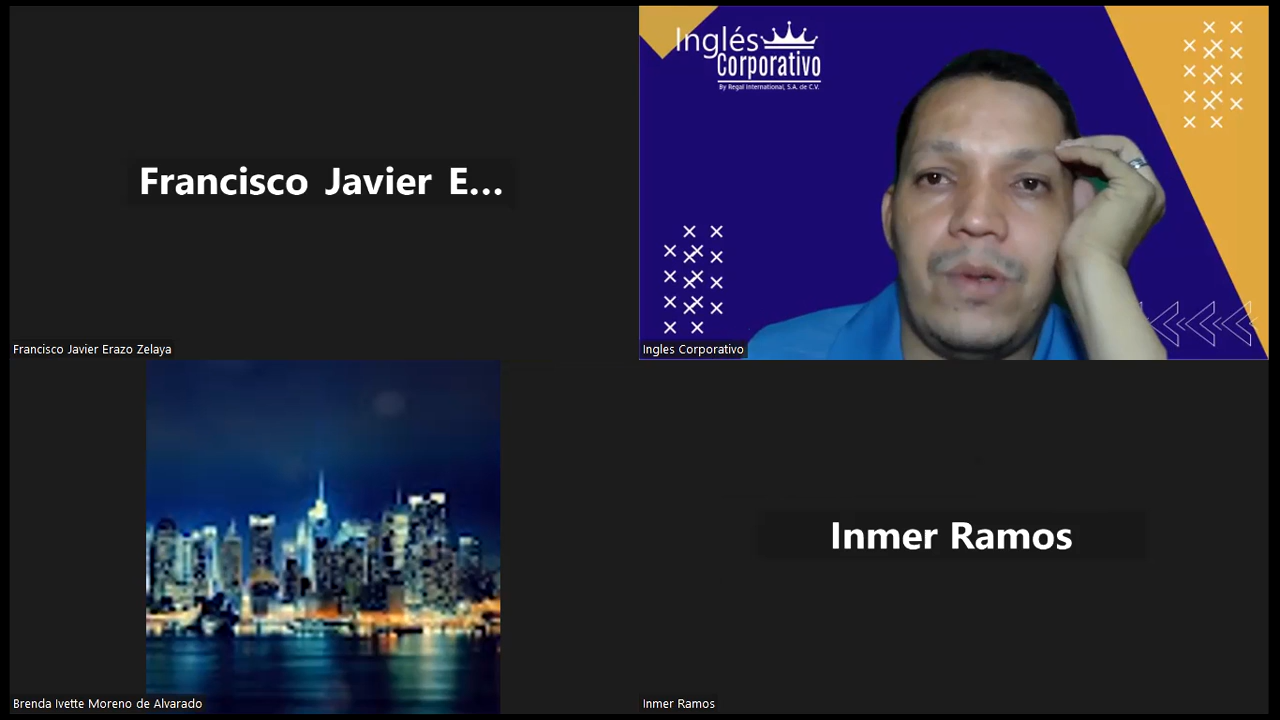 Francisco Javier E...
Francisco Javier Erazo Zelaya
Inglés
Corporativo
By Regal International, S.A. de C.V.
Ingles Corporativo
Brenda Ivette Moreno de Alvarado
Inmer Ramos
Inmer Ramos